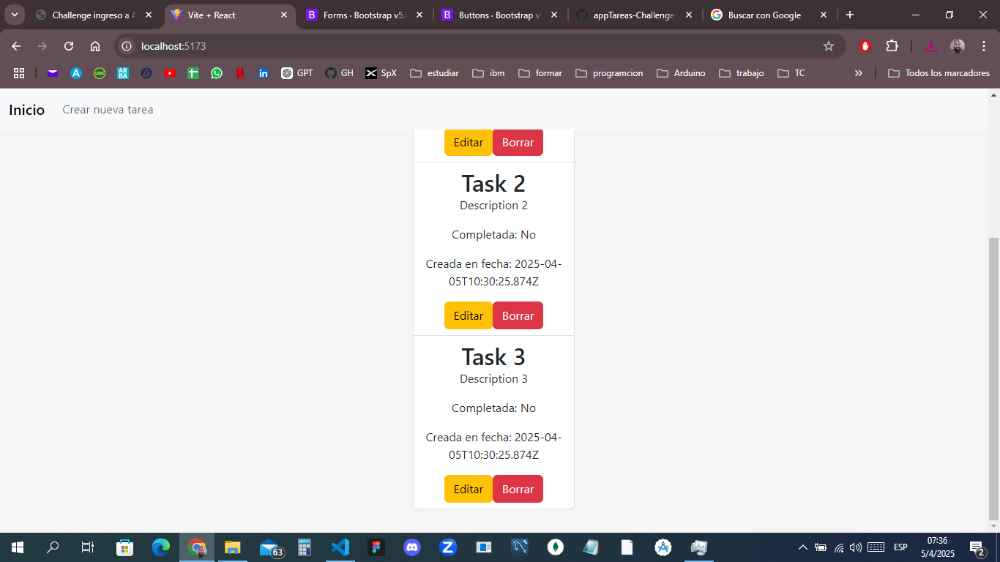 Challenge ingreso a A
Vite + React
Forms · Bootstrap v5.
Buttons · Bootstrap v
appTareas-Challenge
Buscar con Google
localhost:5173
GPT
GH
SpX
estudiar
ibm
formar
programcion
Arduino
trabajo
TC
Todos los marcadores
Inicio
Crear nueva tarea
Editar
Borrar
Task 2
Description 2
Completada: No
Creada en fecha: 2025-04-
05T10:30:25.874Z
Editar
Borrar
Task 3
Description 3
Completada: No
Creada en fecha: 2025-04-
05T10:30:25.874Z
Editar
Borrar
63
ESP
07:36
5/4/2025
2